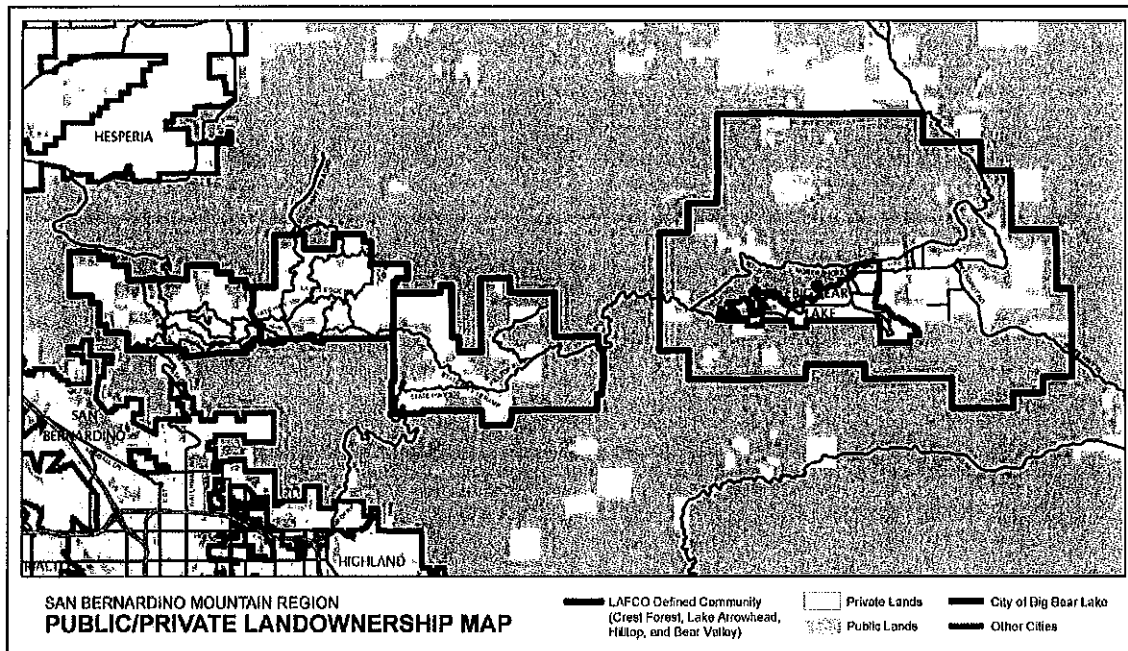 HESPERIA
BIG BEAR
LAKE
SAN
BERNARDINO
HIGHLAND
SAN BERNARDINO MOUNTAIN REGION
PUBLIC/PRIVATE LANDOWNERSHIP MAP
LAFCO Defined Community
(Crest Forest, Lake Arrowhead,
Hilltop, and Bear Valley)
Private Lands
Public Lands
City of Big Bear Lake
Other Cities